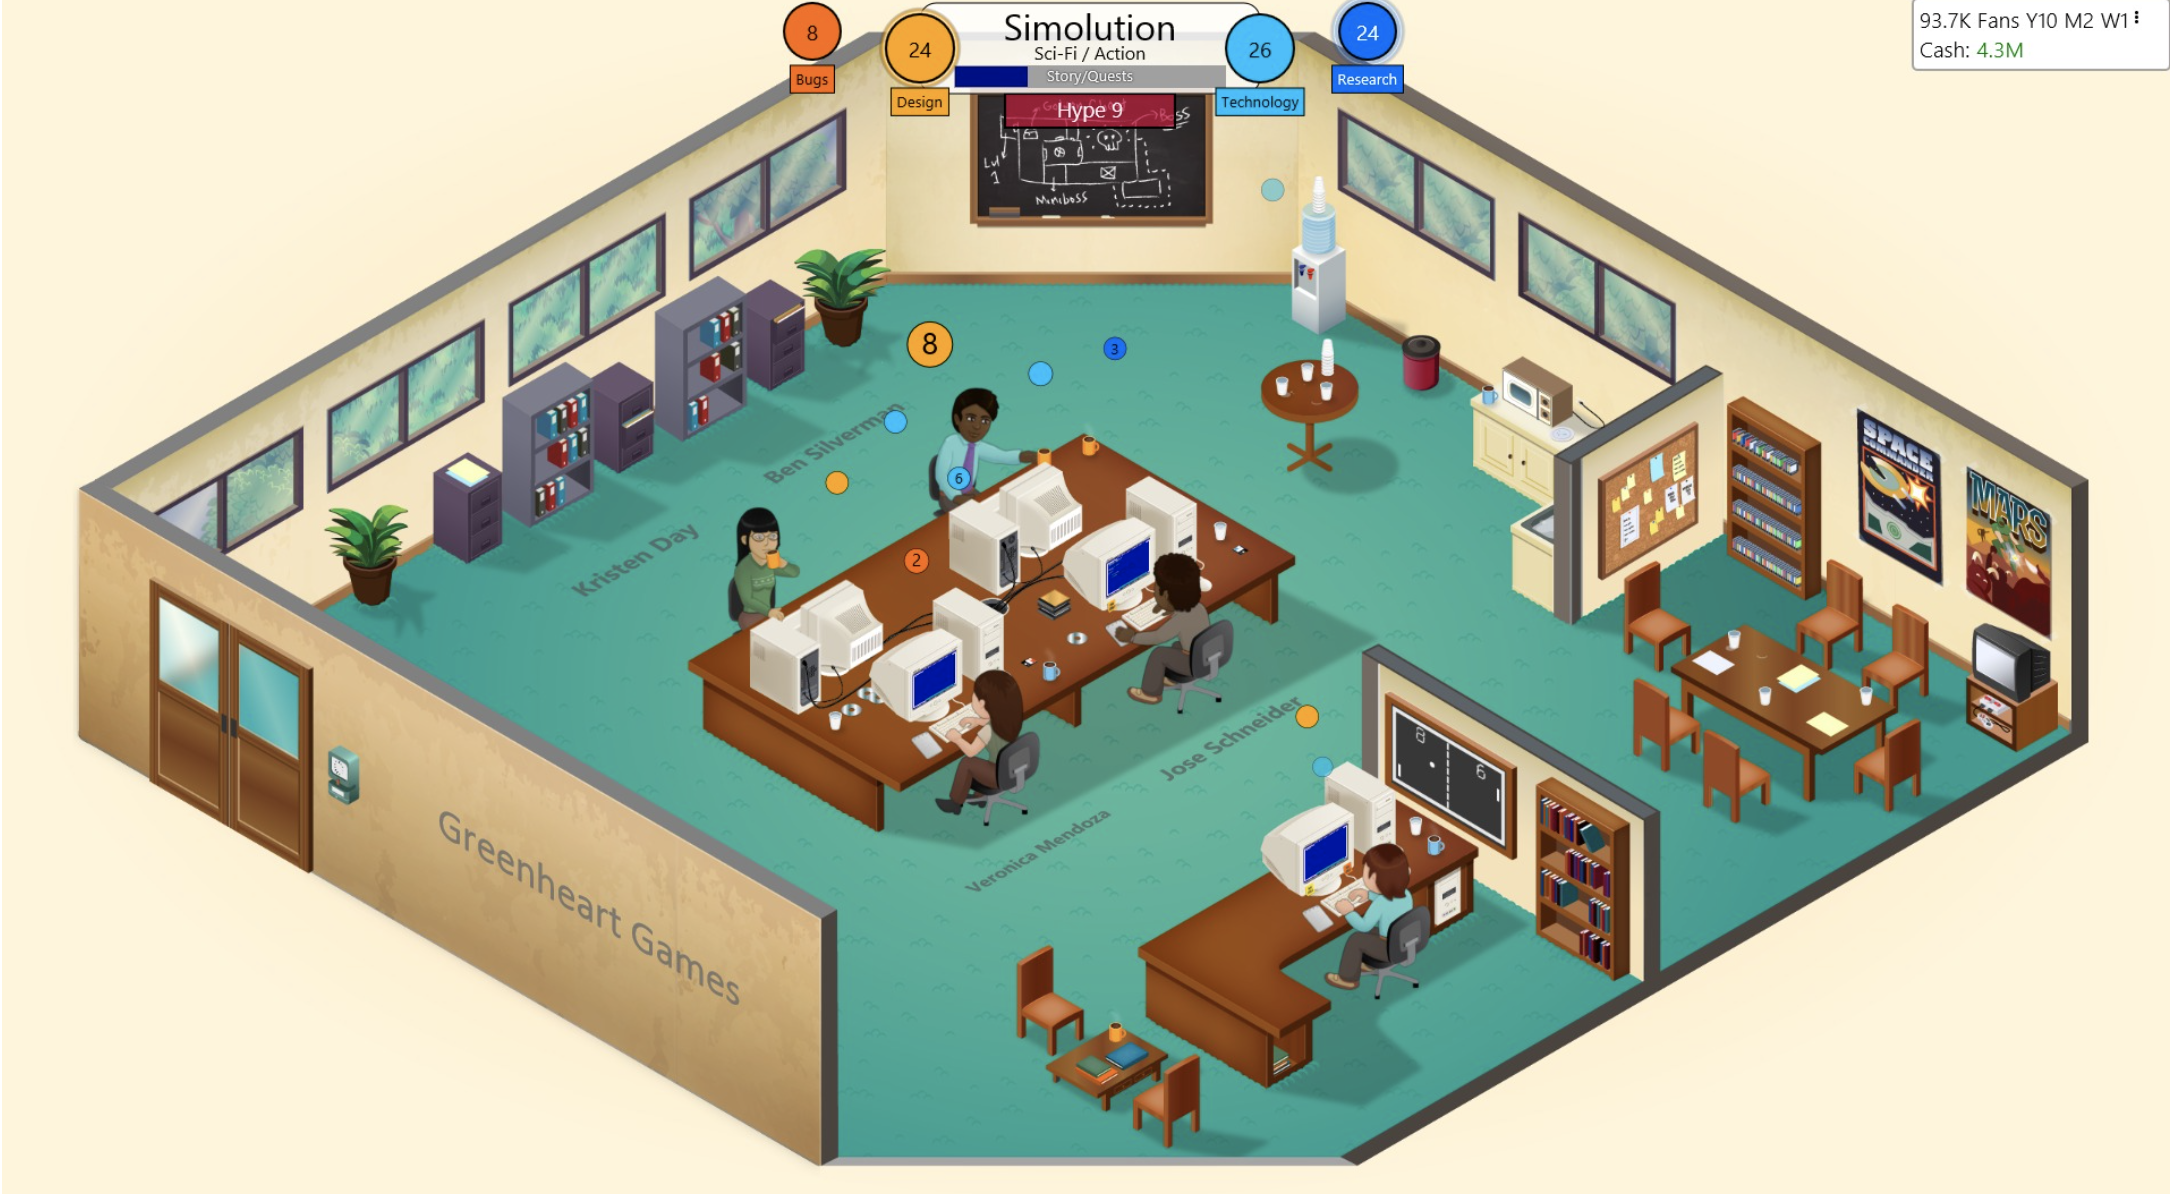 8
Bugs
24
Design
Simolution
Sci-Fi / Action
Story/Quests
Hype 9
26
Technology
24
Research
93.7K Fans Y10 M2 W1
Cash: 4.3M
Boss
Lvl
1
Miniboss
8
3
6
2
Ben Silverman
Kristen Day
Jose Schneider
Veronica Mendoza
SPACE
COMMANDER
MARS
6
Greenheart Games